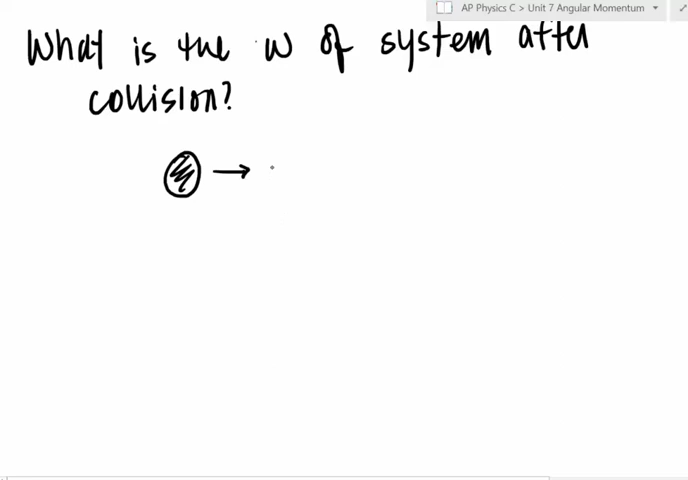 AP Physics C > Unit 7 Angular Momentum
What is the ω of system after
collision?